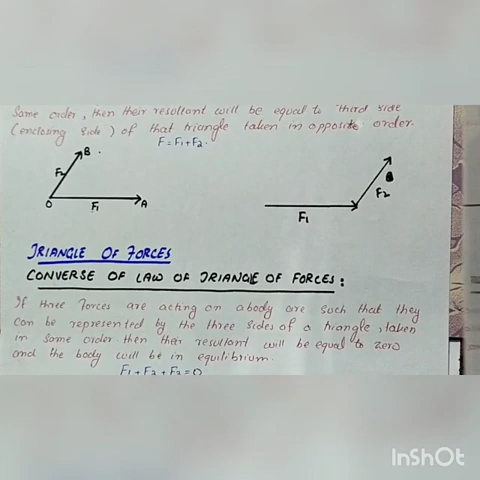 Same order, then their resultant will be equal to third side
(enclosing side) of that triangle taken in opposite order.
F=F1+F2.
B.
B
F2
F2
O
F1
A
F1
TRIANGLE OF FORCES
CONVERSE OF LAW OF TRIANGLE OF FORCES:
If three forces are acting on a body are such that they
can be represented by the three sides of a triangle, taken
in same order then their resultant will be equal to zero
and the body will be in equilibrium.
F1+F2+F3=0
InShOt